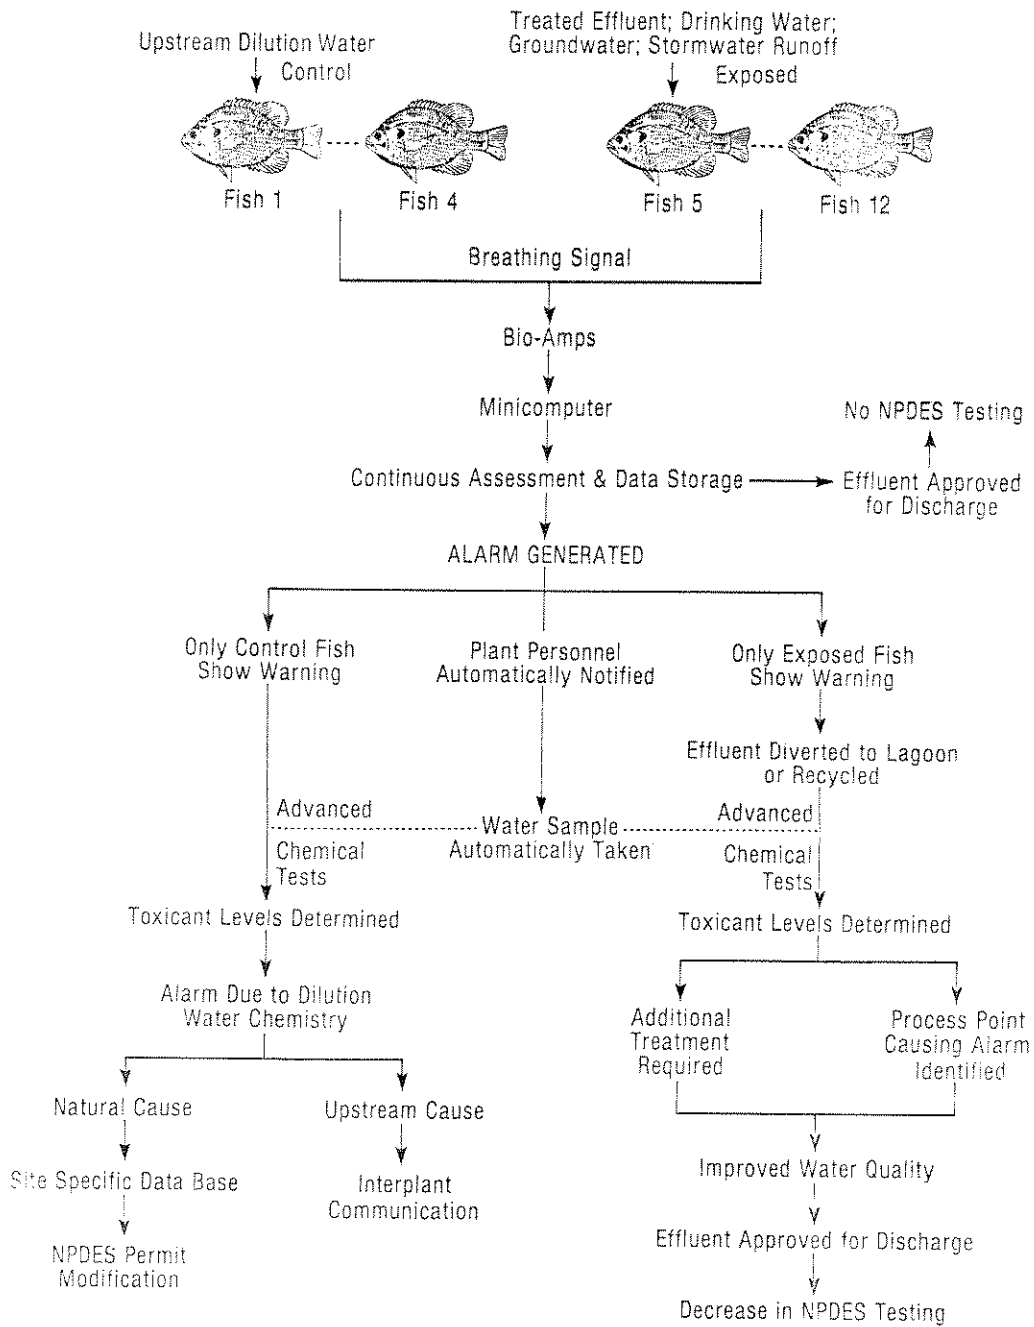 Upstream Dilution Water
Control
Treated Effluent; Drinking Water;
Groundwater; Stormwater Runoff
Exposed
Fish 1
Fish 4
Fish 5
Fish 12
Breathing Signal
Bio-Amps
Minicomputer
No NPDES Testing
Continuous Assessment & Data Storage
Effluent Approved
for Discharge
ALARM GENERATED
Only Control Fish
Show Warning
Plant Personnel
Automatically Notified
Only Exposed Fish
Show Warning
Effluent Diverted to Lagoon
or Recycled
Advanced
Chemical
Tests
Water Sample
Automatically Taken
Advanced
Chemical
Tests
Toxicant Levels Determined
Toxicant Levels Determined
Alarm Due to Dilution
Water Chemistry
Additional
Treatment
Required
Process Point
Causing Alarm
Identified
Natural Cause
Upstream Cause
Site Specific Data Base
Interplant
Communication
NPDES Permit
Modification
Improved Water Quality
Effluent Approved for Discharge
Decrease in NPDES Testing